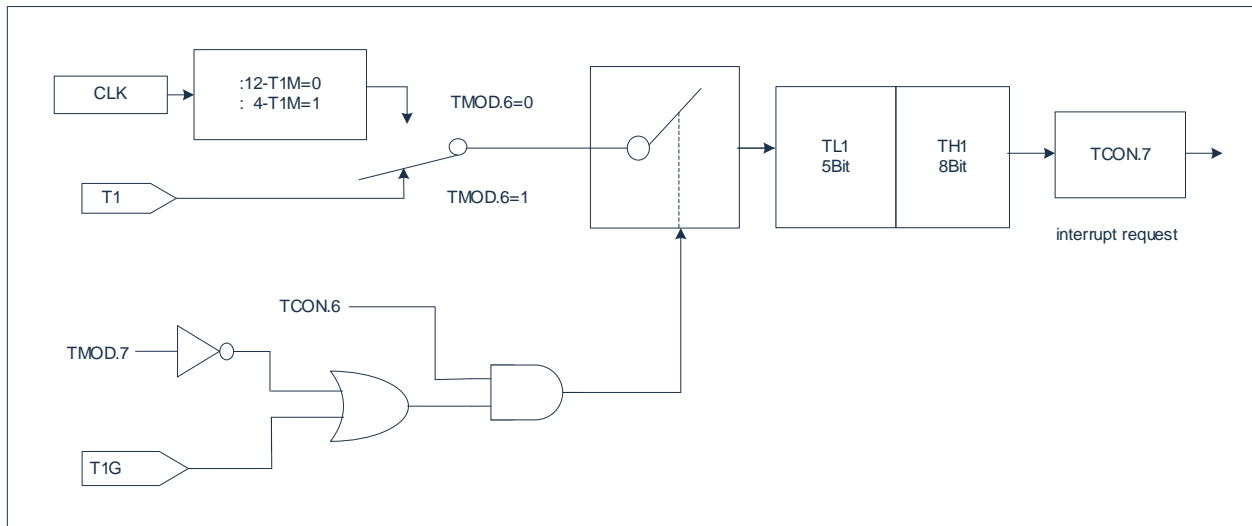 CLK
:12-T1M=0
: 4-T1M=1
TMOD.6=0
T1
TMOD.6=1
TL1
5Bit
TH1
8Bit
TCON.7
interrupt request
TCON.6
TMOD.7
T1G